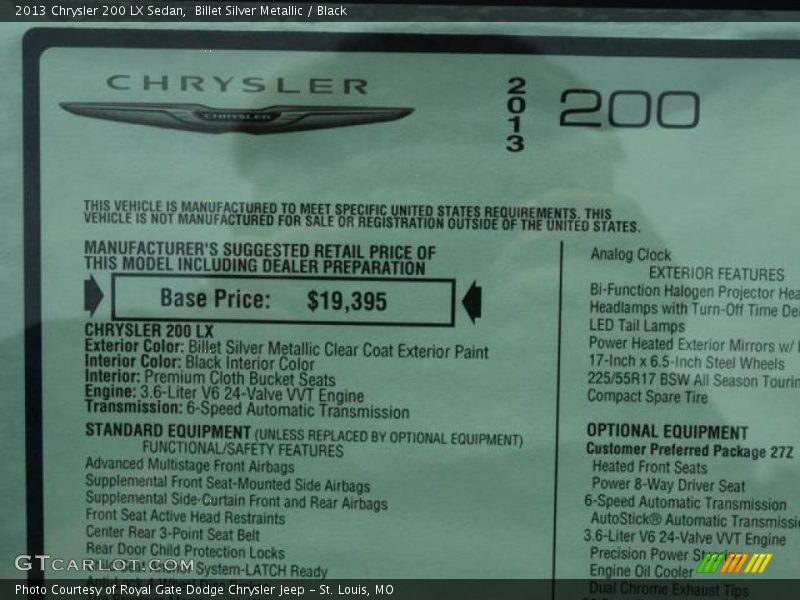 2013 Chrysler 200 LX Sedan,  Billet Silver Metallic / Black
CHRYSLER
CHRYSLER
2013
200
THIS VEHICLE IS MANUFACTURED TO MEET SPECIFIC UNITED STATES REQUIREMENTS. THIS
VEHICLE IS NOT MANUFACTURED FOR SALE OR REGISTRATION OUTSIDE OF THE UNITED STATES.
MANUFACTURER'S SUGGESTED RETAIL PRICE OF
THIS MODEL INCLUDING DEALER PREPARATION
Base Price: $19,395
CHRYSLER 200 LX
Exterior Color: Billet Silver Metallic Clear Coat Exterior Paint
Interior Color: Black Interior Color
Interior: Premium Cloth Bucket Seats
Engine: 3.6-Liter V6 24-Valve VVT Engine
Transmission: 6-Speed Automatic Transmission
STANDARD EQUIPMENT (UNLESS REPLACED BY OPTIONAL EQUIPMENT)
FUNCTIONAL/SAFETY FEATURES
Advanced Multistage Front Airbags
Supplemental Front Seat-Mounted Side Airbags
Supplemental Side-Curtain Front and Rear Airbags
Front Seat Active Head Restraints
Center Rear 3-Point Seat Belt
Rear Door Child Protection Locks
System-LATCH Ready
Analog Clock
EXTERIOR FEATURES
Bi-Function Halogen Projector Hea
Headlamps with Turn-Off Time De
LED Tail Lamps
Power Heated Exterior Mirrors w/
17-Inch x 6.5-Inch Steel Wheels
225/55R17 BSW All Season Tourin
Compact Spare Tire
OPTIONAL EQUIPMENT
Customer Preferred Package 27Z
Heated Front Seats
Power 8-Way Driver Seat
6-Speed Automatic Transmission
AutoStick® Automatic Transmissi
3.6-Liter V6 24-Valve VVT Engine
Precision Power
Engine Oil Cooler
Dual Chrome Exhaust Tips
GTCARLOT.COM
Photo Courtesy of Royal Gate Dodge Chrysler Jeep - St. Louis, MO